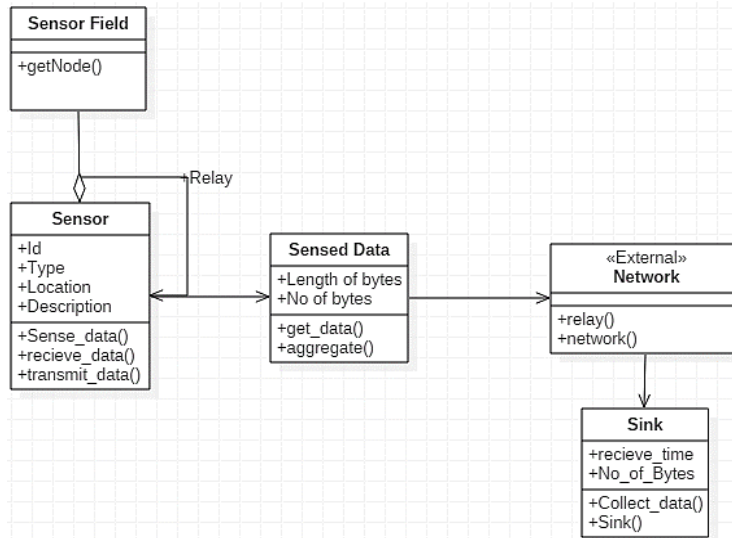 Sensor Field
+getNode()
+Relay
Sensor
+Id
+Type
+Location
+Description
+Sense_data()
+recieve_data()
+transmit_data()
Sensed Data
+Length of bytes
+No of bytes
+get_data()
+aggregate()
«External»
Network
+relay()
+network()
Sink
+recieve_time
+No_of_Bytes
+Collect_data()
+Sink()